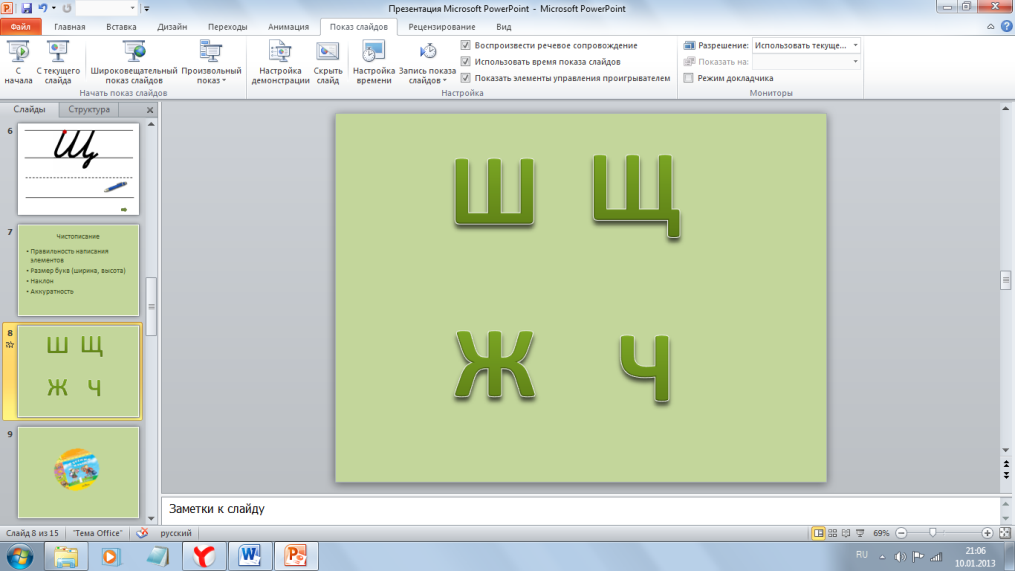 Презентация Microsoft PowerPoint - Microsoft PowerPoint
Файл Главная Вставка Дизайн Переходы Анимация Показ слайдов Рецензирование Вид
С начала
С текущего слайда
Широковещательный показ слайдов
Произвольный показ
Начать показ слайдов
Настройка демонстрации
Скрыть слайд
Настройка времени
Запись показа слайдов
Воспроизвести речевое сопровождение
Использовать время показа слайдов
Показать элементы управления проигрывателем
Настройка
Разрешение: Использовать текуще...
Показать на:
Режим докладчика
Мониторы
Слайды Структура
6
Щ
7
Чистописание
• Правильность написания
элементов
• Размер букв (ширина, высота)
• Наклон
• Аккуратность
8
Ш Щ
Ж Ч
9
Ш Щ
Ж Ч
Заметки к слайду
Слайд 8 из 15 "Тема Office" русский 69%
RU 21:06
10.01.2013